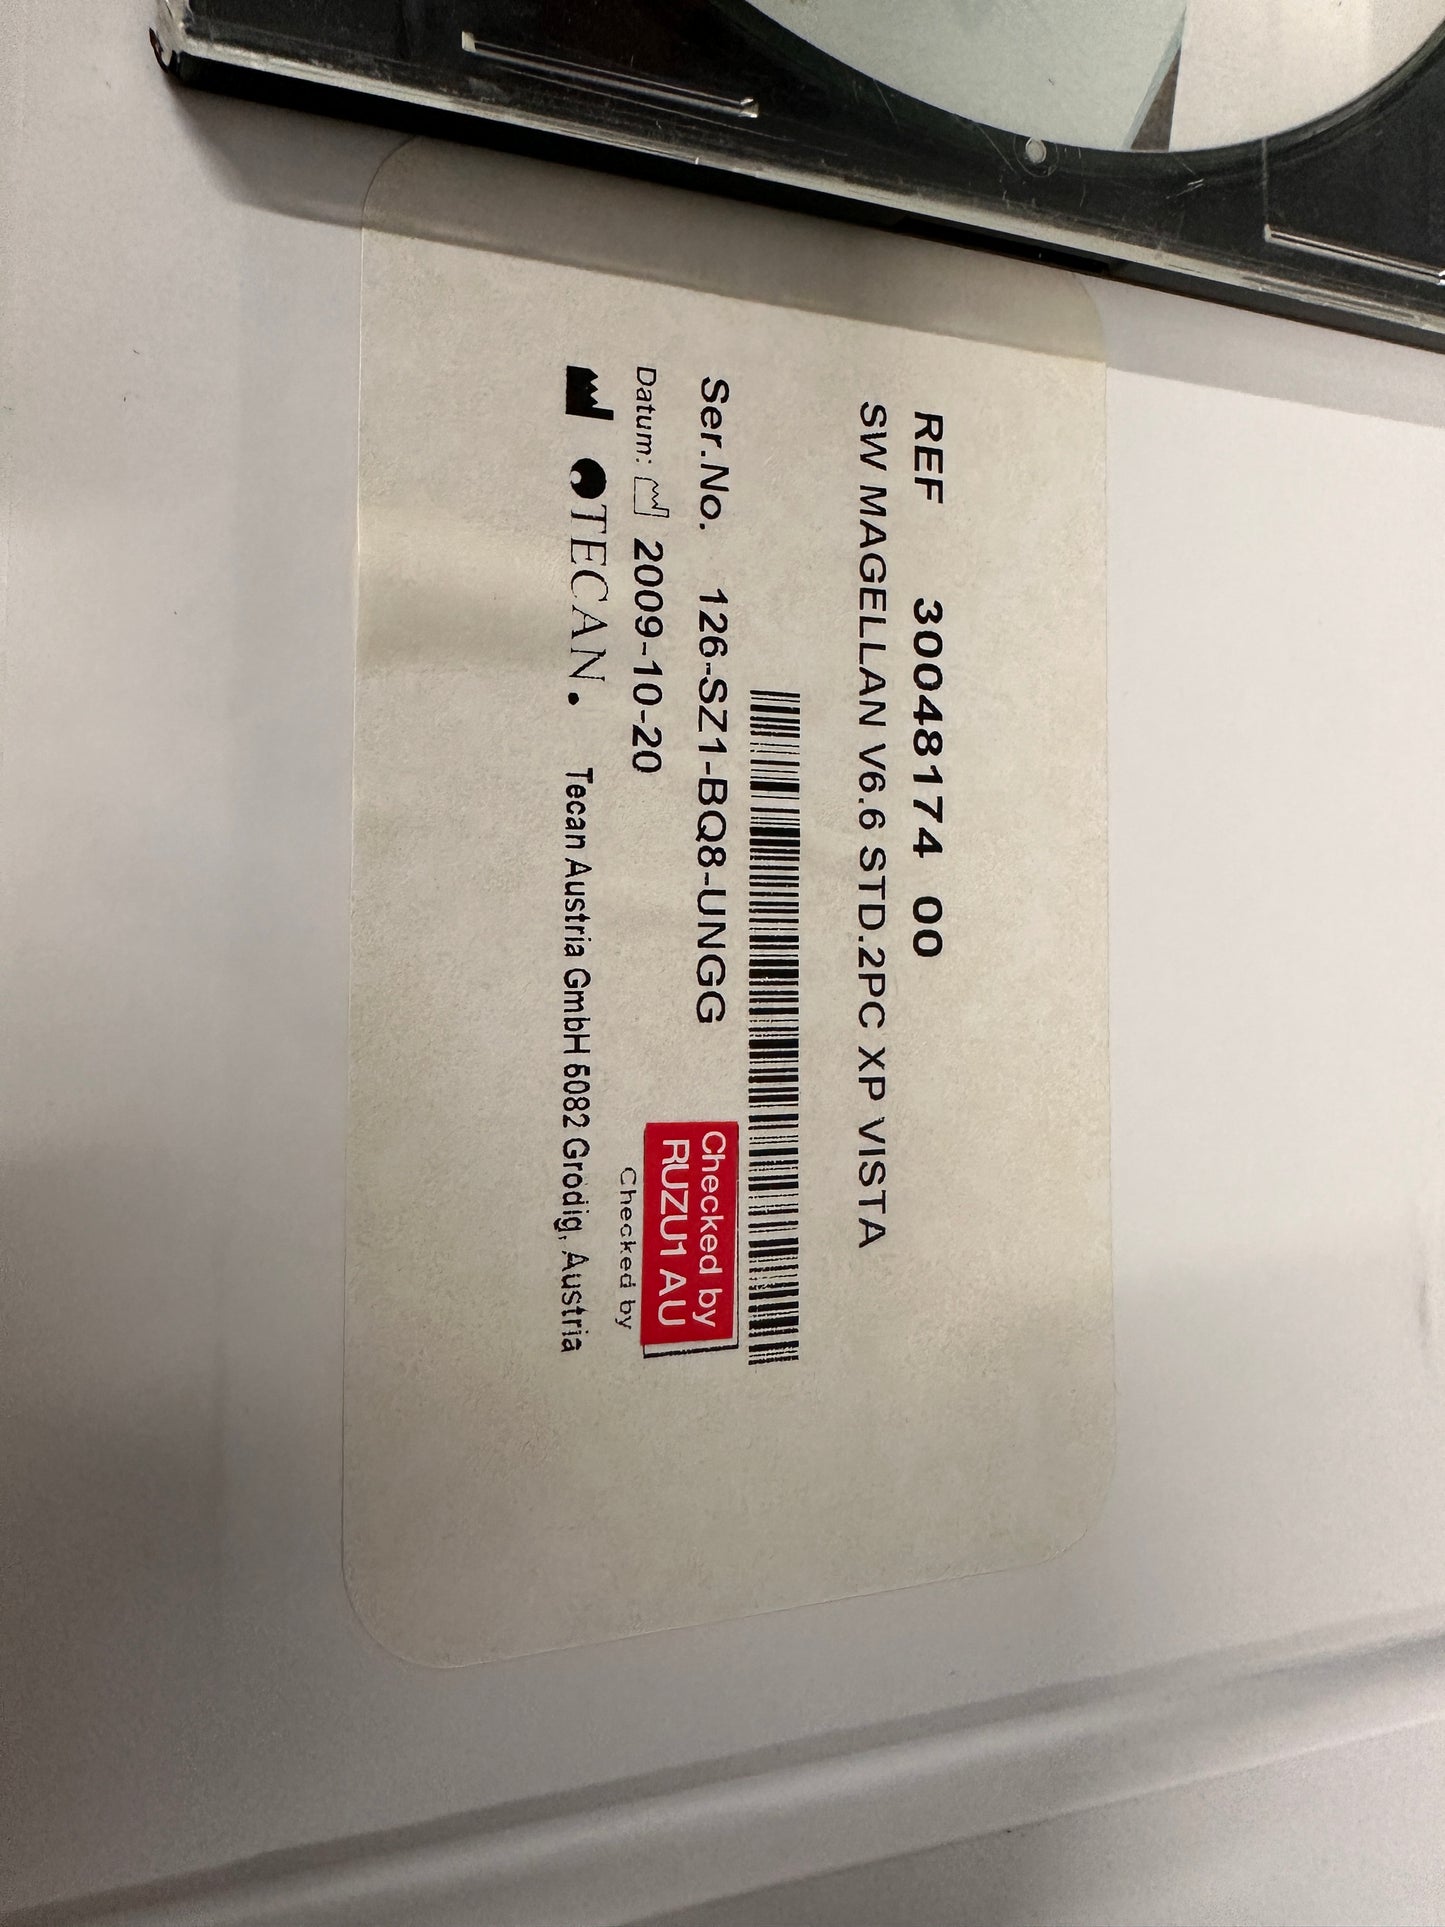 REF 30048174 00
SW MAGELLAN V6.6 STD.2PC XP VISTA
Ser.No. 126-SZ1-BQ8-UNGG
Checked by
RUZU1 AU
Datum: 2009-10-20
Checked by
TECAN. Tecan Austria GmbH 5082 Grodig, Austria